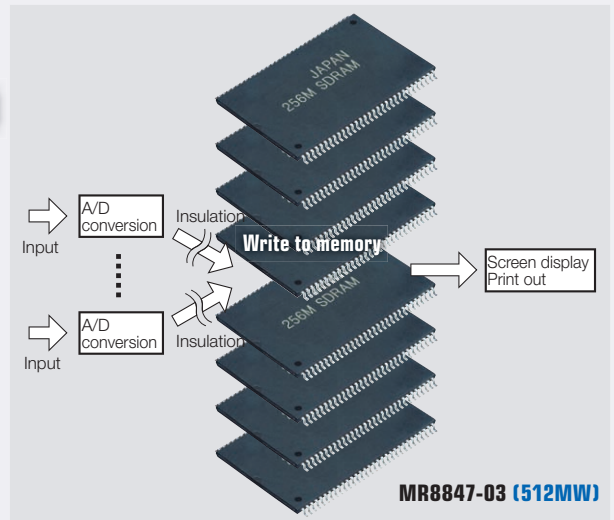 JAPAN
256M SDRAM
A/D
conversion
Insulation
Input
Write to memory
Screen display
Print out
256M SDRAM
A/D
conversion
Insulation
Input
MR8847-03 (512MW)